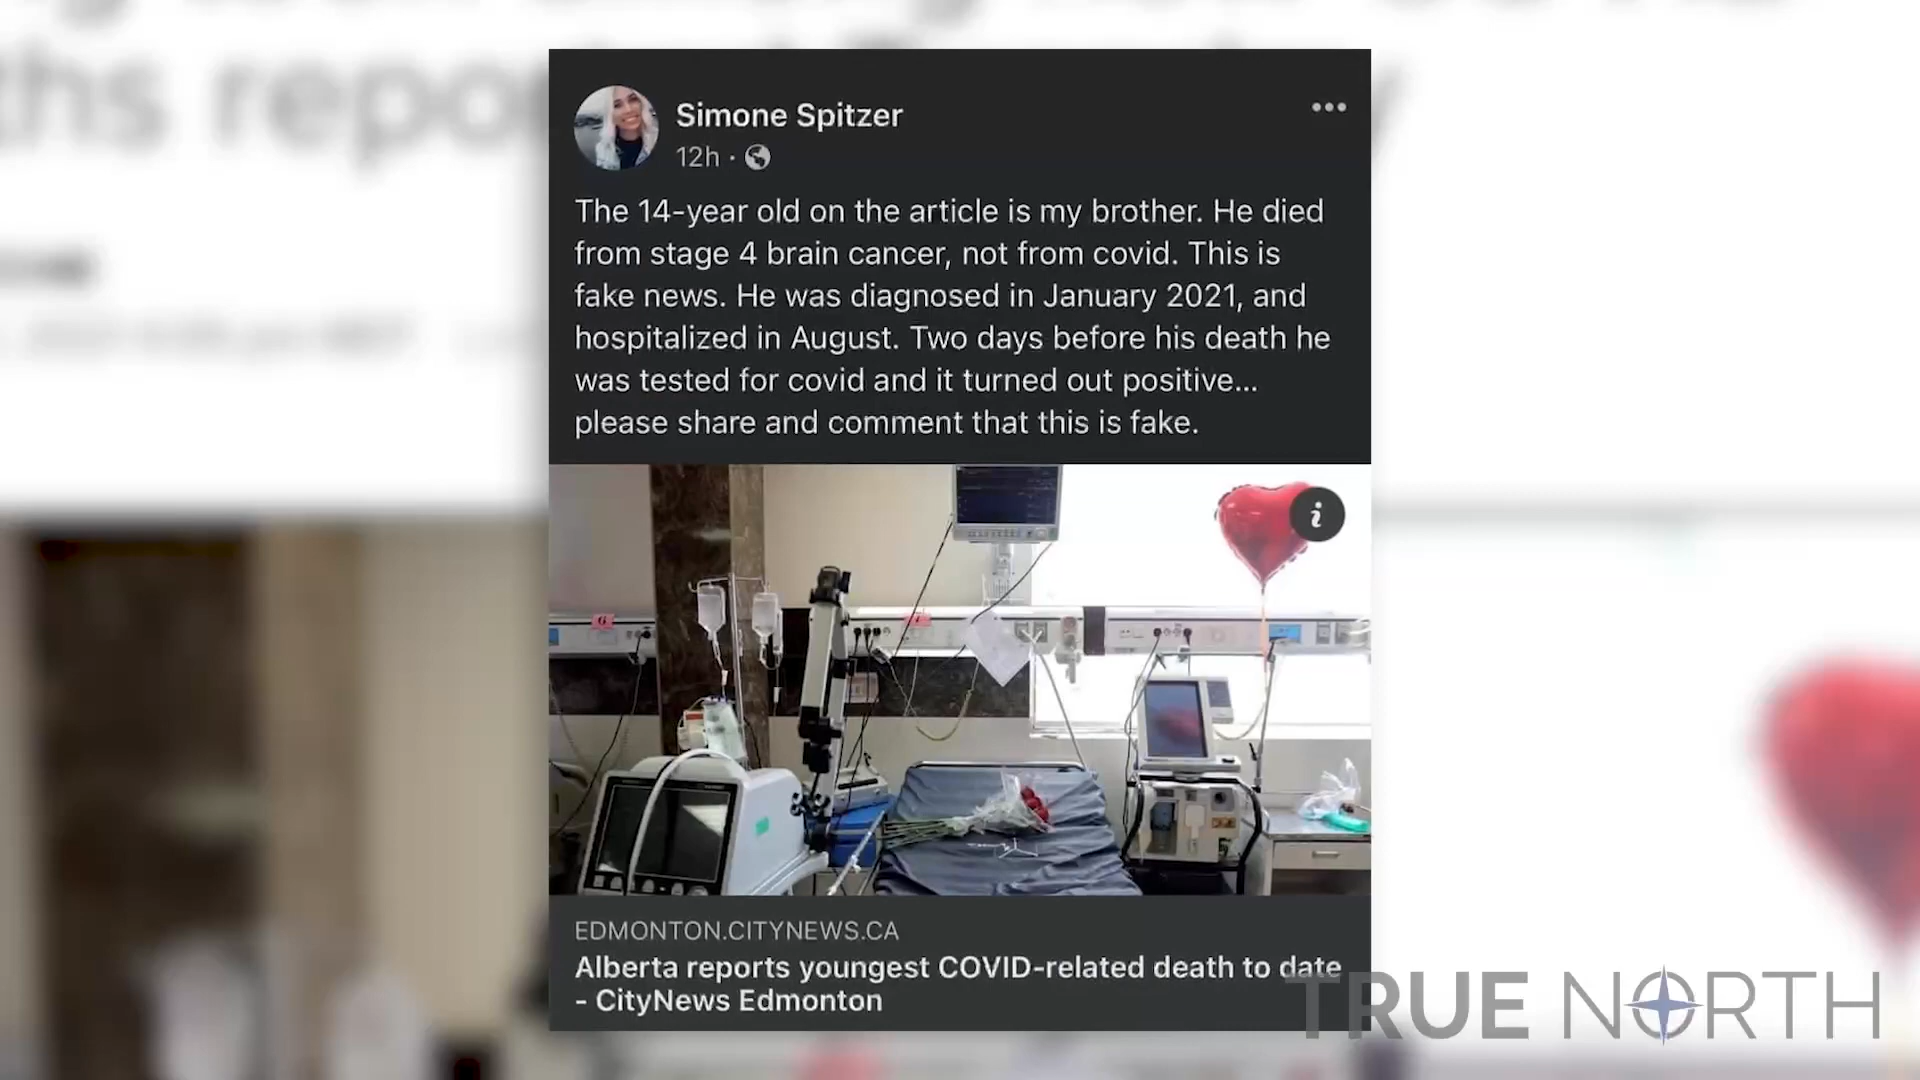 ths repor
Simone Spitzer
12h ·
The 14-year old on the article is my brother. He died
from stage 4 brain cancer, not from covid. This is
fake news. He was diagnosed in January 2021, and
hospitalized in August. Two days before his death he
was tested for covid and it turned out positive...
please share and comment that this is fake.
EDMONTON.CITYNEWS.CA
Alberta reports youngest COVID-related death to date
- CityNews Edmonton
TRUE NORTH